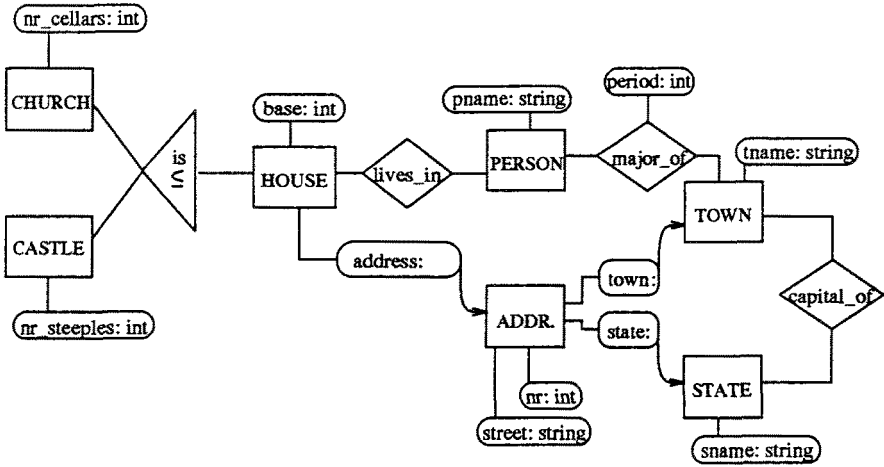 nr_cellars: int
CHURCH
base: int
pname: string
period: int
is
⊆
HOUSE
lives_in
PERSON
major_of
tname: string
TOWN
CASTLE
address:
town:
capital_of
nr_steeples: int
ADDR.
state:
nr: int
STATE
street: string
sname: string